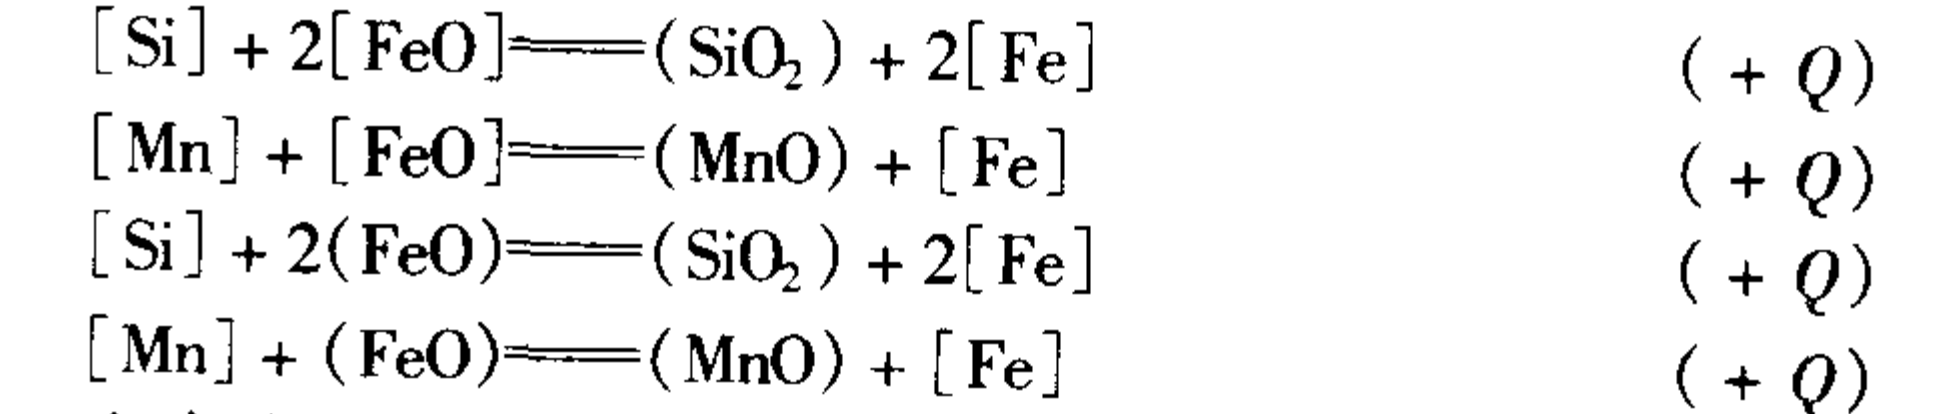 [Si] + 2[FeO]══(SiO₂) + 2[Fe] (+ Q)
[Mn] + [FeO]══(MnO) + [Fe] (+ Q)
[Si] + 2(FeO)══(SiO₂) + 2[Fe] (+ Q)
[Mn] + (FeO)══(MnO) + [Fe] (+ Q)